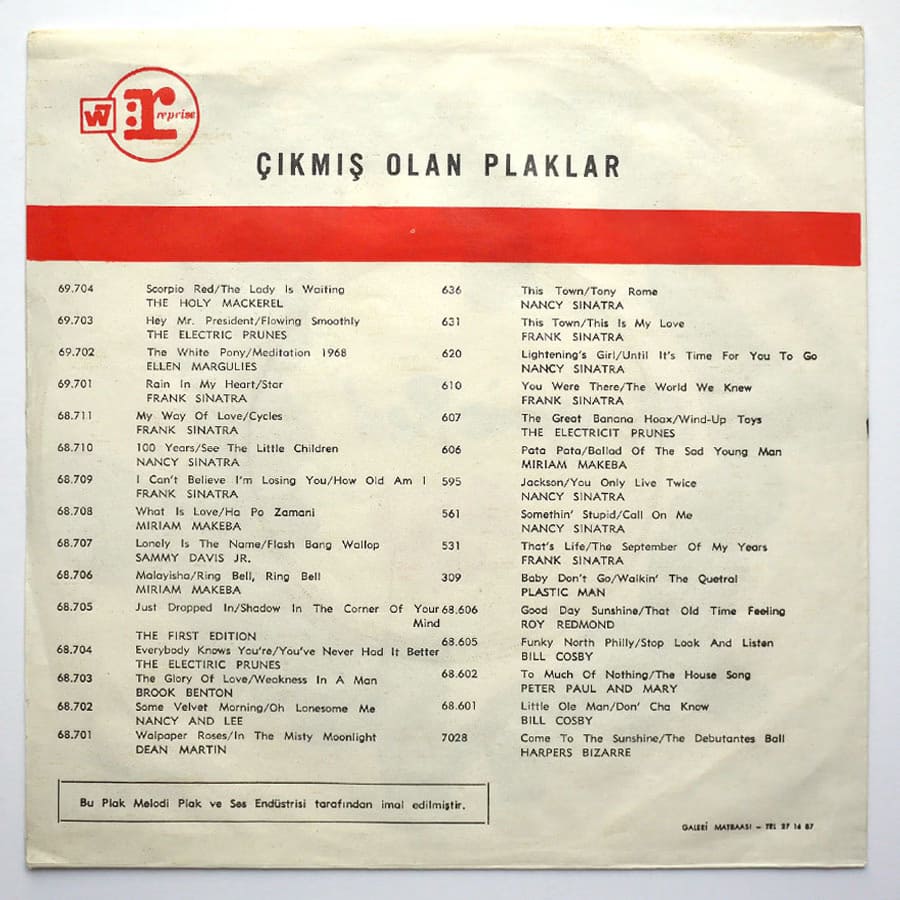 W7 r: reprise
ÇIKMIŞ OLAN PLAKLAR
69.704 Scorpio Red/The Lady Is Waiting
THE HOLY MACKEREL
69.703 Hey Mr. President/Flowing Smoothly
THE ELECTRIC PRUNES
69.702 The White Pony/Meditation 1968
ELLEN MARGULIES
69.701 Rain In My Heart/Star
FRANK SINATRA
68.711 My Way Of Love/Cycles
FRANK SINATRA
68.710 100 Years/See The Little Children
NANCY SINATRA
68.709 I Can't Believe I'm Losing You/How Old Am I
FRANK SINATRA
68.708 What Is Love/Ha Po Zamani
MIRIAM MAKEBA
68.707 Lonely Is The Name/Flash Bang Wallop
SAMMY DAVIS JR.
68.706 Malayisha/Ring Bell, Ring Bell
MIRIAM MAKEBA
68.705 Just Dropped In/Shadow In The Corner Of Your
Mind
THE FIRST EDITION
68.704 Everybody Knows You're/You've Never Had It Better
THE ELECTIRIC PRUNES
68.703 The Glory Of Love/Weakness In A Man
BROOK BENTON
68.702 Some Velvet Morning/Oh Lonesome Me
NANCY AND LEE
68.701 Walpaper Roses/In The Misty Moonlight
DEAN MARTIN
636 This Town/Tony Rome
NANCY SINATRA
631 This Town/This Is My Love
FRANK SINATRA
620 Lightening's Girl/Until It's Time For You To Go
NANCY SINATRA
610 You Were There/The World We Knew
FRANK SINATRA
607 The Great Banana Hoax/Wind-Up Toys
THE ELECTRICIT PRUNES
606 Pata Pata/Ballad Of The Sad Young Man
MIRIAM MAKEBA
595 Jackson/You Only Live Twice
NANCY SINATRA
561 Somethin' Stupid/Call On Me
NANCY SINATRA
531 That's Life/The September Of My Years
FRANK SINATRA
309 Baby Don't Go/Walkin' The Quetral
PLASTIC MAN
68.606 Good Day Sunshine/That Old Time Feeling
ROY REDMOND
68.605 Funky North Philly/Stop Look And Listen
BILL COSBY
68.602 To Much Of Nothing/The House Song
PETER PAUL AND MARY
68.601 Little Ole Man/Don' Cha Know
BILL COSBY
7028 Come To The Sunshine/The Debutantes Ball
HARPERS BIZARRE
Bu Plak Melodi Plak ve Ses Endüstrisi tarafından imal edilmiştir.
GALERİ MATBAASI – TEL 27 16 87